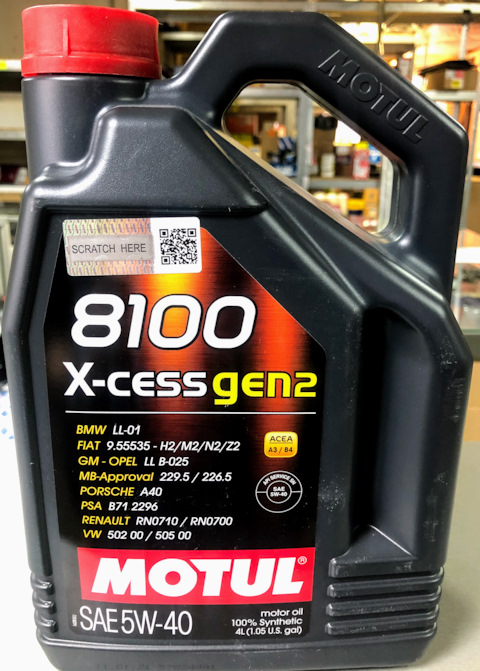 MOTUL
SCRATCH HERE
8100
X-cess gen2
BMW LL-01
FIAT 9.55535 - H2/M2/N2/Z2
GM - OPEL LL B-025
MB-Approval 229.5 / 226.5
PORSCHE A40
PSA B71 2296
RENAULT RN0710 / RN0700
VW 502 00 / 505 00
ACEA
A3 / B4
API SERVICE SN
SAE
5W-40
MOTUL®
SAE 5W-40
motor oil
100% Synthetic
4L (1.05 U.S. gal)